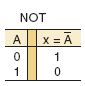 NOT
A x = A̅
0 1
1 0